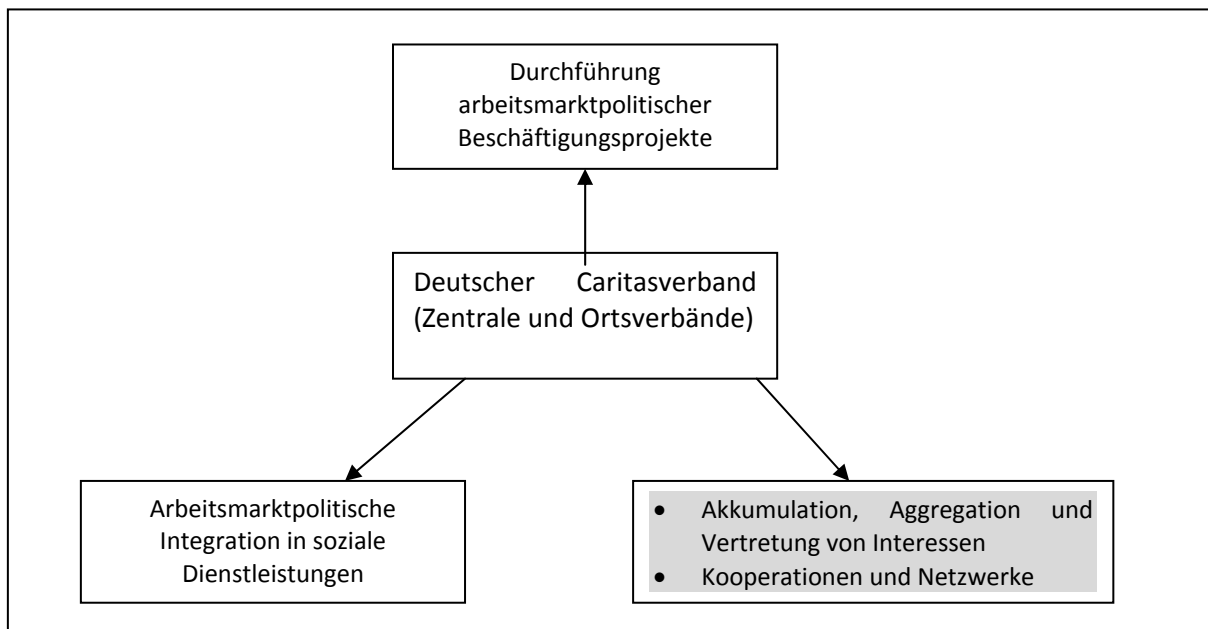 Durchführung
arbeitsmarktpolitischer
Beschäftigungsprojekte
Deutscher Caritasverband
(Zentrale und Ortsverbände)
Arbeitsmarktpolitische
Integration in soziale
Dienstleistungen
• Akkumulation, Aggregation und
Vertretung von Interessen
• Kooperationen und Netzwerke